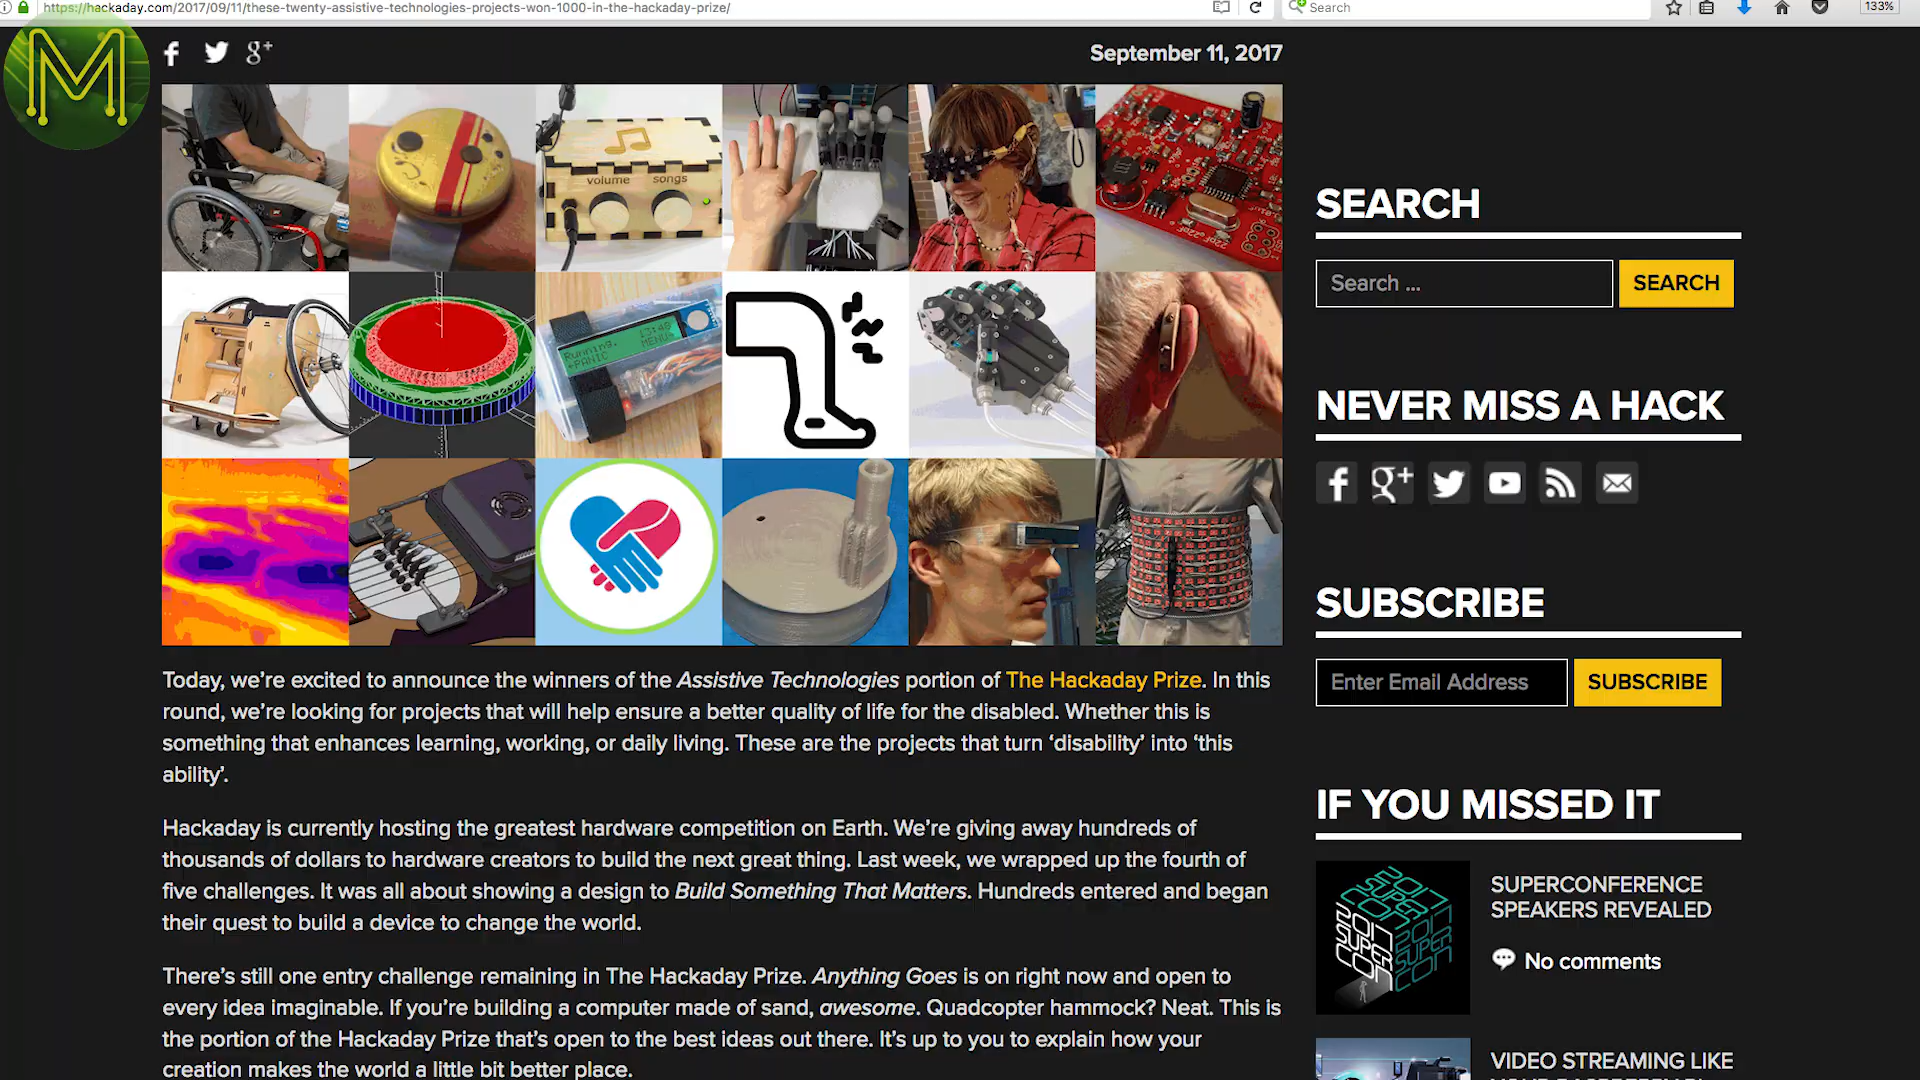 https://hackaday.com/2017/09/11/these-twenty-assistive-technologies-projects-won-1000-in-the-hackaday-prize/
Search
133%
M
September 11, 2017
volume songs
Running. 13:48
PANIC MENU
SEARCH
Search ... SEARCH
NEVER MISS A HACK
SUBSCRIBE
Enter Email Address SUBSCRIBE
Today, we’re excited to announce the winners of the Assistive Technologies portion of The Hackaday Prize. In this
round, we’re looking for projects that will help ensure a better quality of life for the disabled. Whether this is
something that enhances learning, working, or daily living. These are the projects that turn ‘disability’ into ‘this
ability’.
Hackaday is currently hosting the greatest hardware competition on Earth. We’re giving away hundreds of
thousands of dollars to hardware creators to build the next great thing. Last week, we wrapped up the fourth of
five challenges. It was all about showing a design to Build Something That Matters. Hundreds entered and began
their quest to build a device to change the world.
There’s still one entry challenge remaining in The Hackaday Prize. Anything Goes is on right now and open to
every idea imaginable. If you’re building a computer made of sand, awesome. Quadcopter hammock? Neat. This is
the portion of the Hackaday Prize that’s open to the best ideas out there. It’s up to you to explain how your
creation makes the world a little bit better place.
IF YOU MISSED IT
SUPERCONFERENCE
SPEAKERS REVEALED
No comments
VIDEO STREAMING LIKE